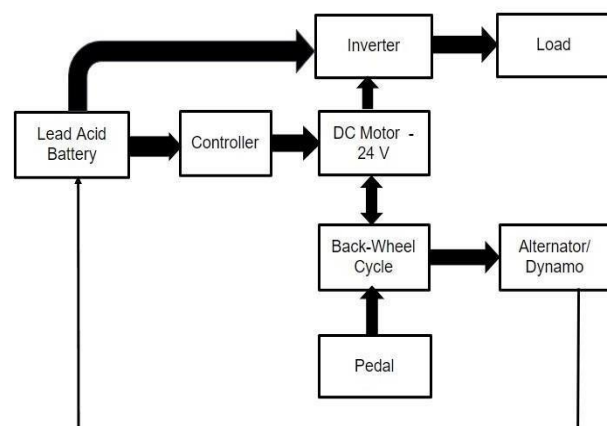 Inverter
Load
Lead Acid
Battery
Controller
DC Motor -
24 V
Back-Wheel
Cycle
Alternator/
Dynamo
Pedal